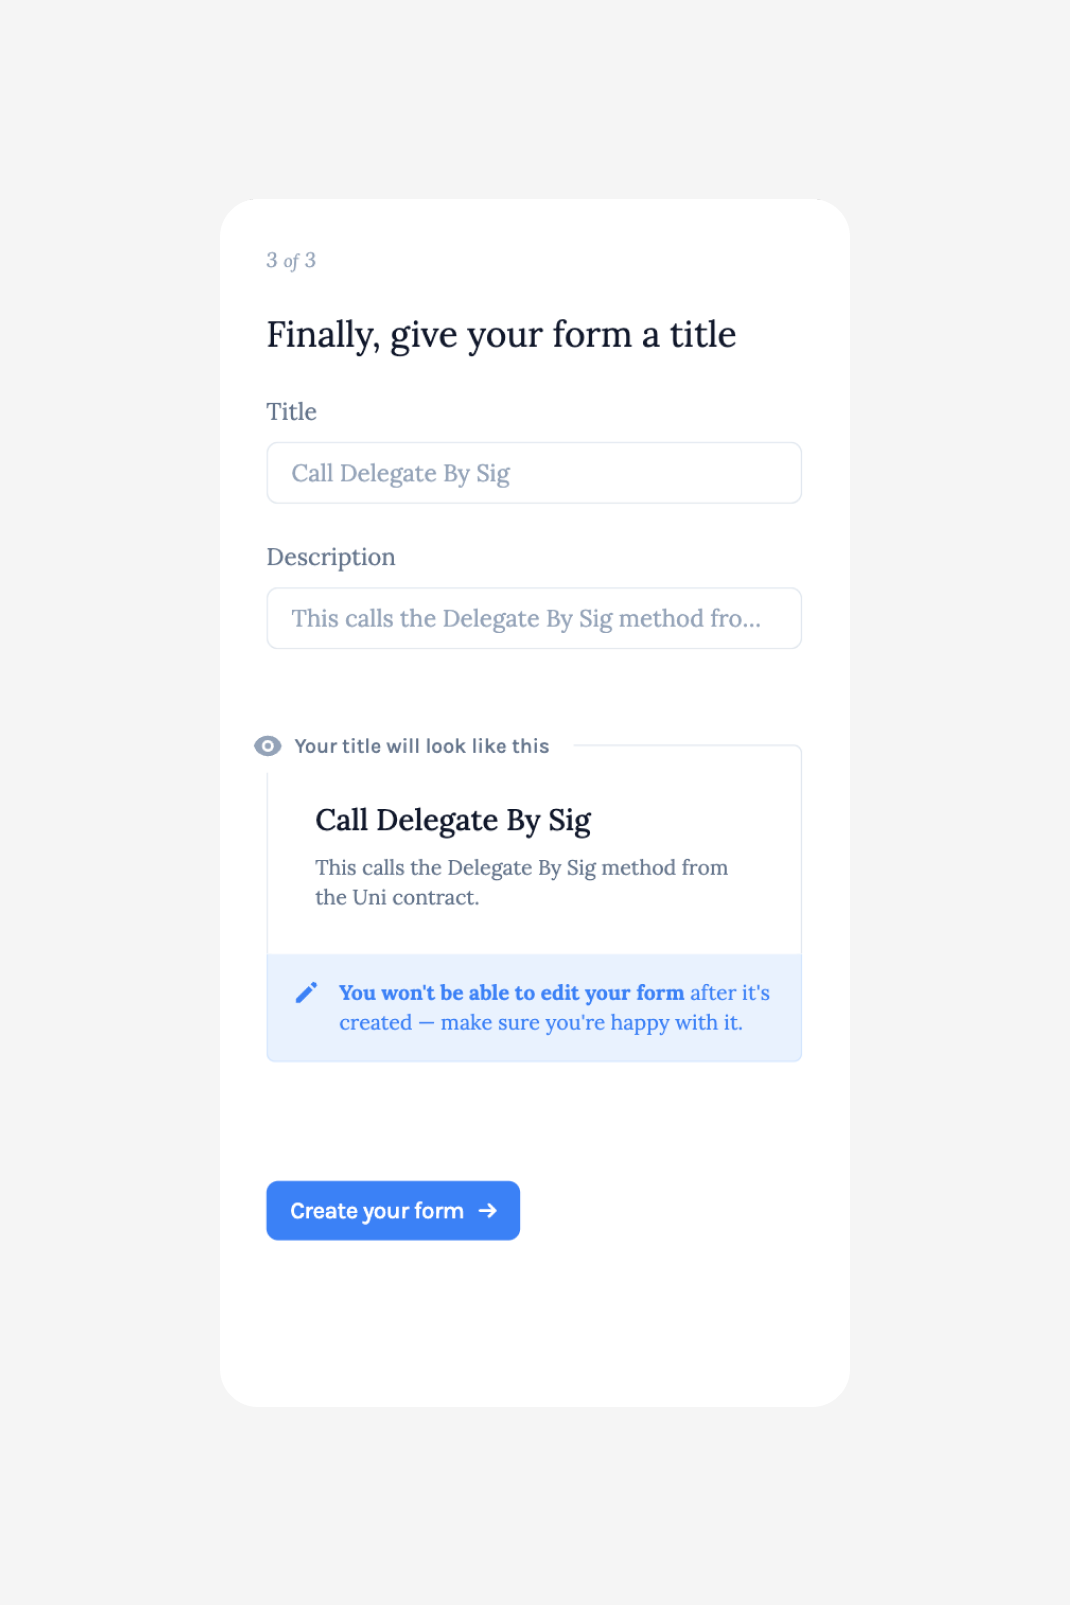 3 of 3
Finally, give your form a title
Title
Call Delegate By Sig
Description
This calls the Delegate By Sig method fro...
Your title will look like this
Call Delegate By Sig
This calls the Delegate By Sig method from
the Uni contract.
You won't be able to edit your form after it's
created — make sure you're happy with it.
Create your form →